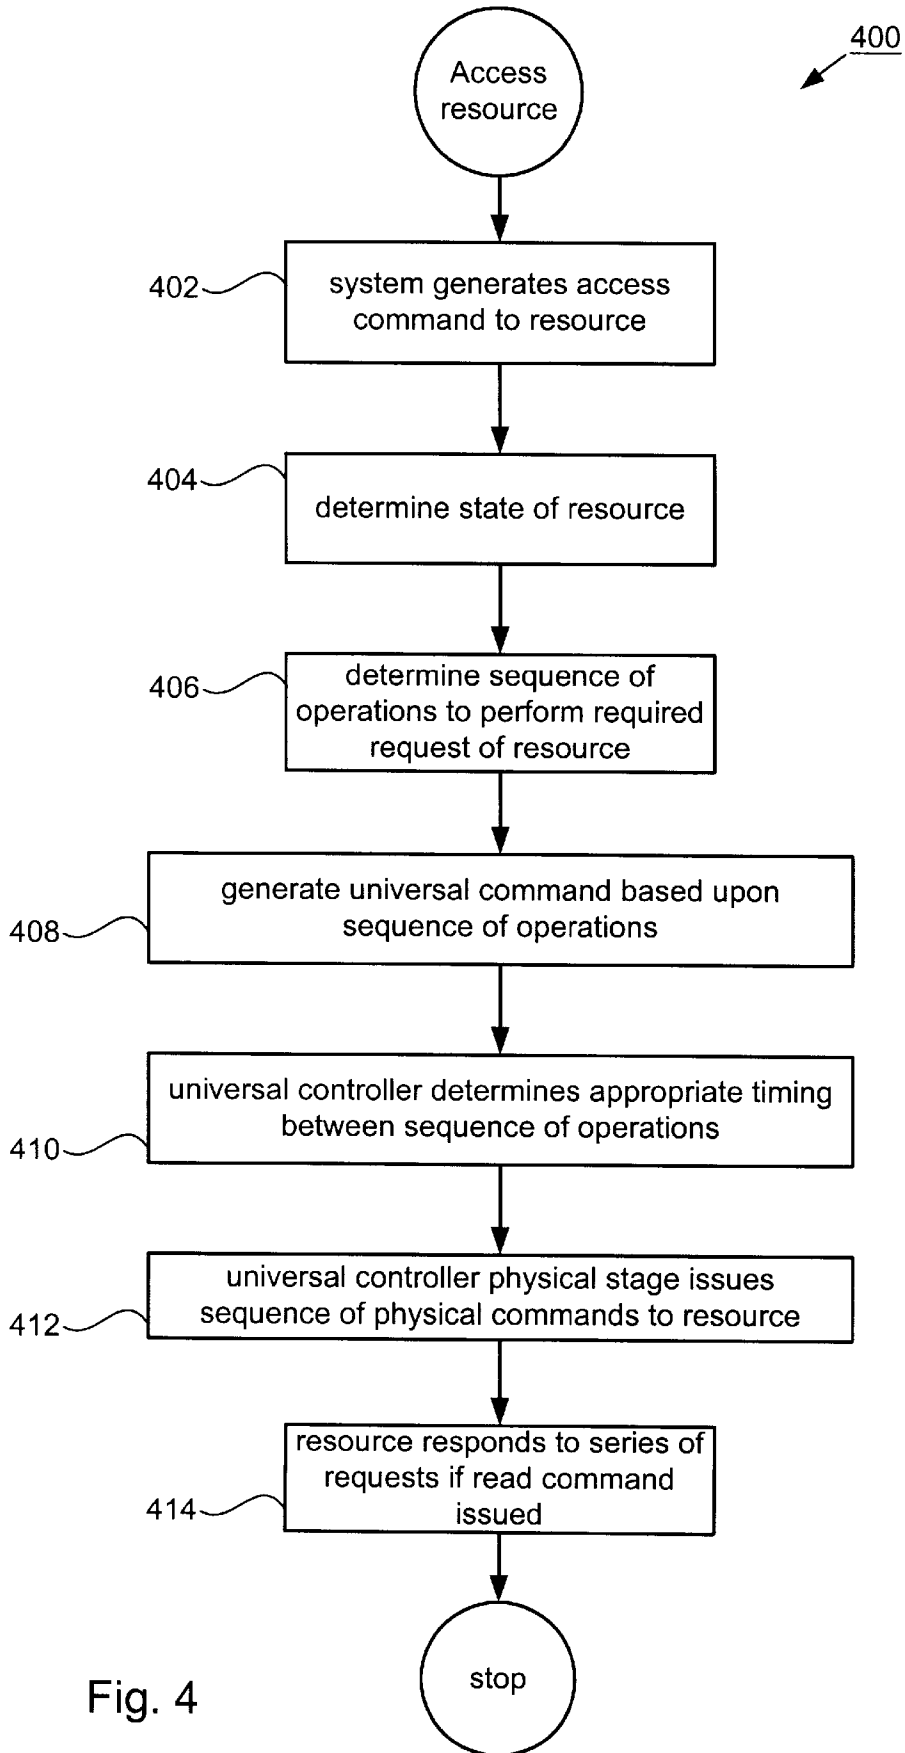 400
Access
resource
402
system generates access
command to resource
404
determine state of resource
406
determine sequence of
operations to perform required
request of resource
408
generate universal command based upon
sequence of operations
410
universal controller determines appropriate timing
between sequence of operations
412
universal controller physical stage issues
sequence of physical commands to resource
414
resource responds to series of
requests if read command
issued
stop
Fig. 4